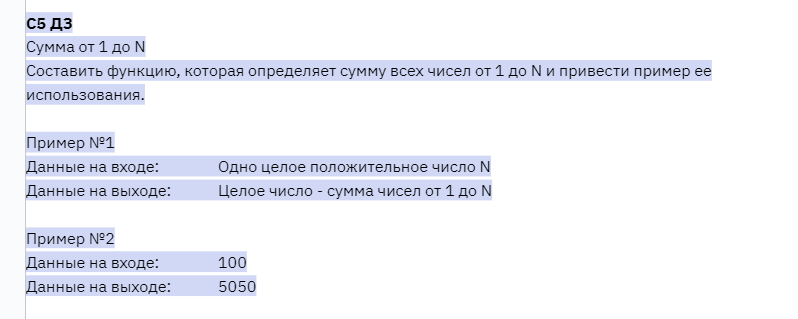 С5 ДЗ
Сумма от 1 до N
Составить функцию, которая определяет сумму всех чисел от 1 до N и привести пример ее
использования.
Пример №1
Данные на входе: Одно целое положительное число N
Данные на выходе: Целое число - сумма чисел от 1 до N
Пример №2
Данные на входе: 100
Данные на выходе: 5050